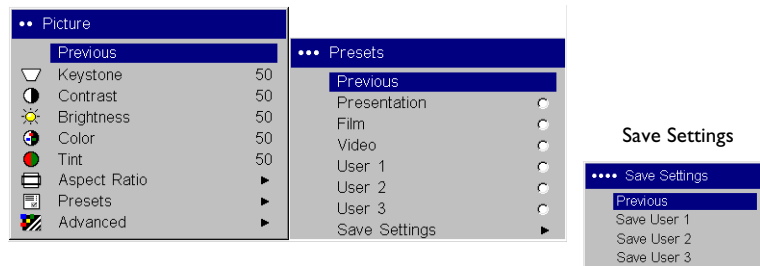 •• Picture
Previous
Keystone 50
Contrast 50
Brightness 50
Color 50
Tint 50
Aspect Ratio
Presets
Advanced
••• Presets
Previous
Presentation
Film
Video
User 1
User 2
User 3
Save Settings
Save Settings
•••• Save Settings
Previous
Save User 1
Save User 2
Save User 3